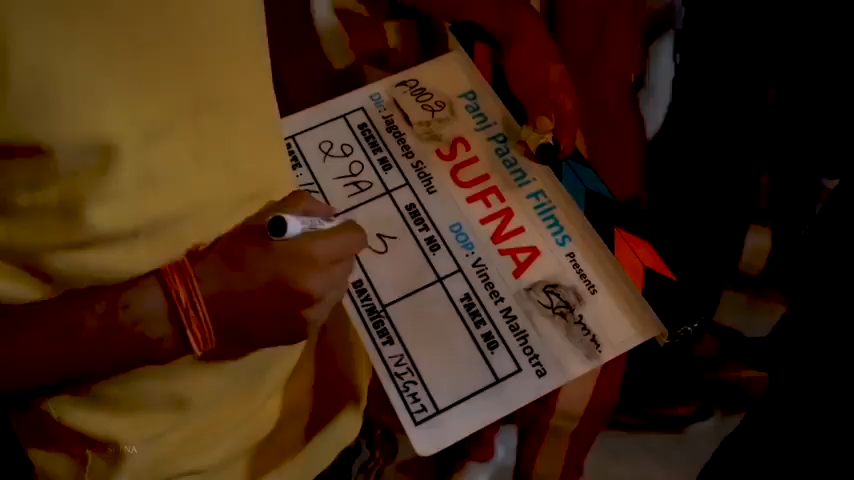 A002
Panj Paani Films Presents
SUFNA
Dir: Jagdeep Sidhu
DOP: Vineet Malhotra
SCENE NO.
SHOT NO.
TAKE NO.
29A
5
DATE:
DAY/NIGHT NIGHT